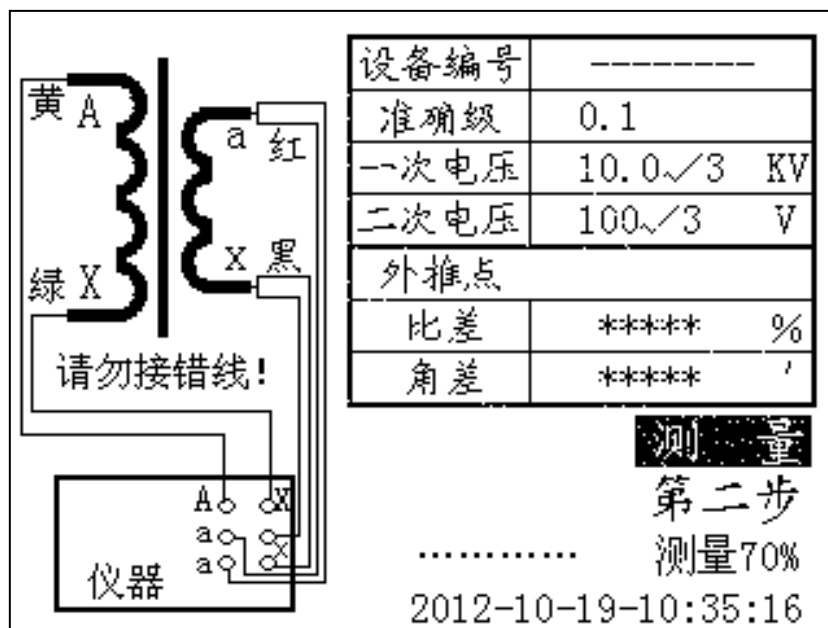 黄 A
a 红
x 黑
绿 X
请勿接错线!
A X
a
x
a
仪器
设备编号 --------
准确级 0.1
一次电压 10.0√3 KV
二次电压 100√3 V
外推点
比差 ***** %
角差 ***** ′
测 量
第二步
············ 测量70%
2012-10-19-10:35:16